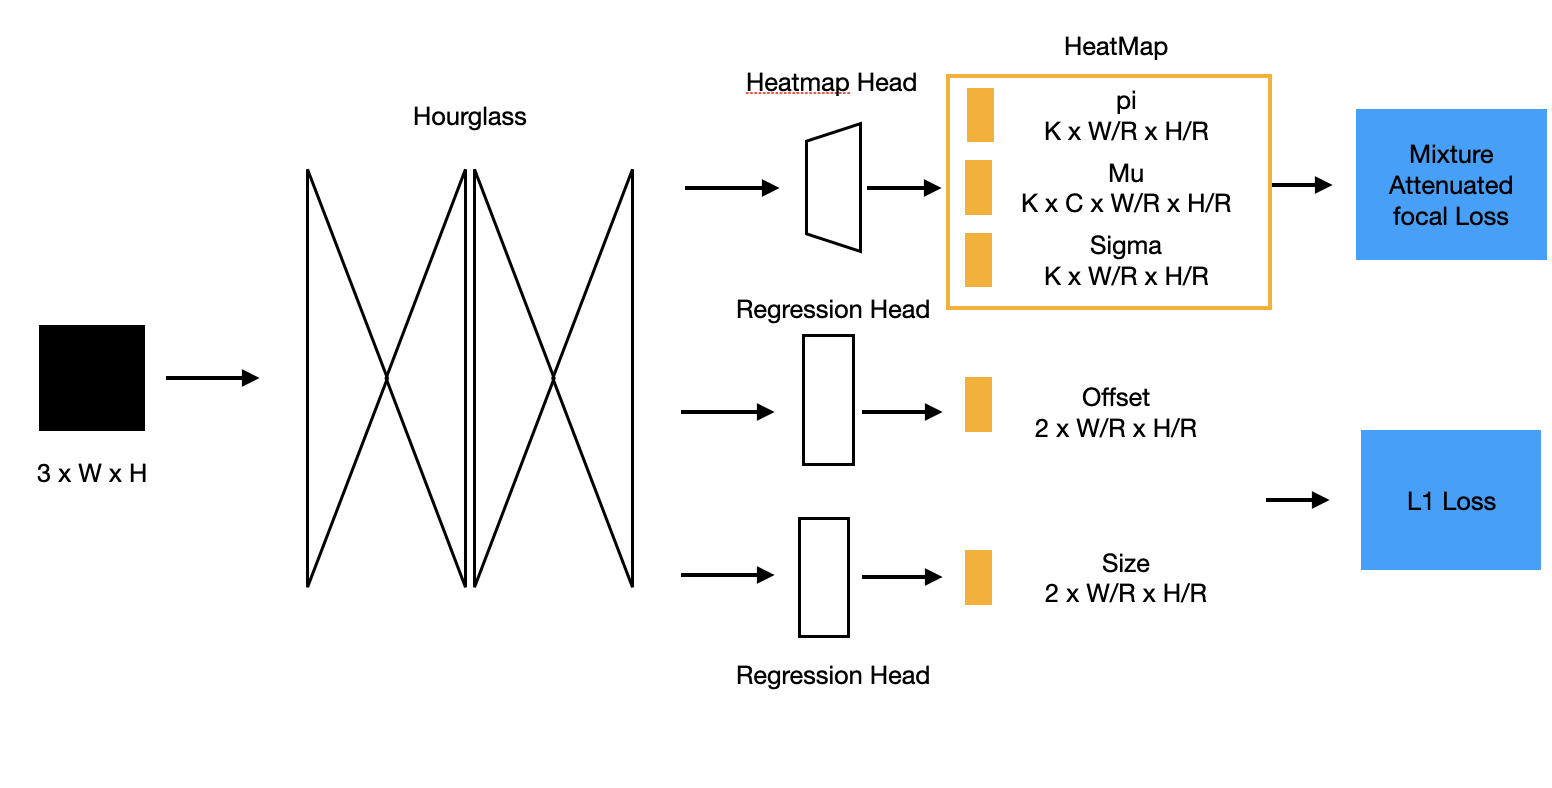 HeatMap
Heatmap Head
Hourglass
pi
K x W/R x H/R
Mu
K x C x W/R x H/R
Sigma
K x W/R x H/R
Mixture
Attenuated
focal Loss
Regression Head
3 x W x H
Offset
2 x W/R x H/R
L1 Loss
Size
2 x W/R x H/R
Regression Head